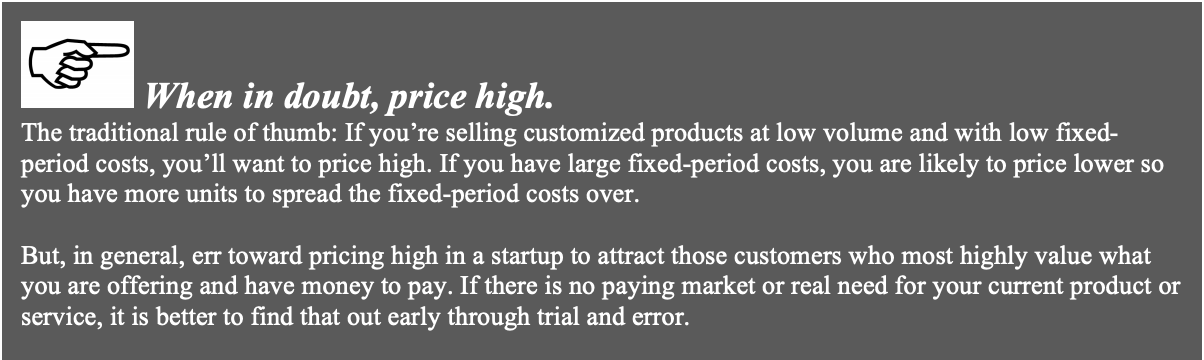 When in doubt, price high.
The traditional rule of thumb: If you’re selling customized products at low volume and with low fixed-
period costs, you’ll want to price high. If you have large fixed-period costs, you are likely to price lower so
you have more units to spread the fixed-period costs over.
But, in general, err toward pricing high in a startup to attract those customers who most highly value what
you are offering and have money to pay. If there is no paying market or real need for your current product or
service, it is better to find that out early through trial and error.